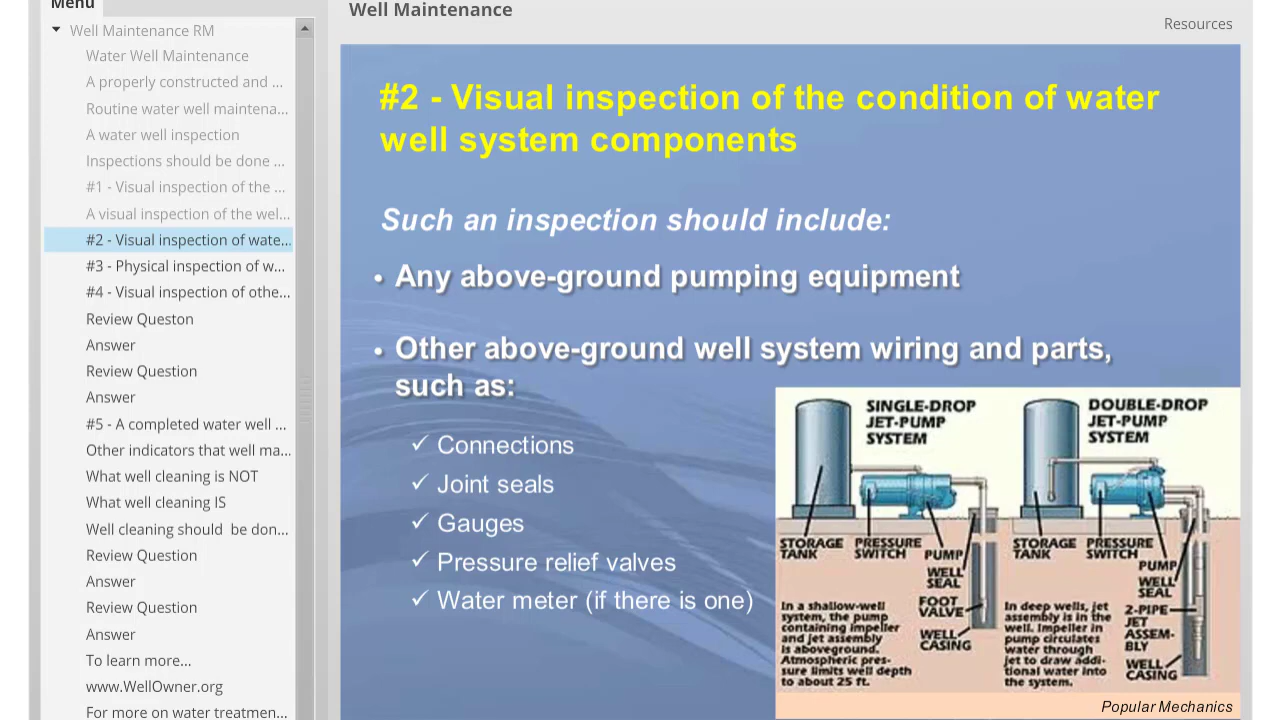 Menu
Well Maintenance
Resources
Well Maintenance RM
Water Well Maintenance
A properly constructed and ...
Routine water well maintena...
A water well inspection
Inspections should be done ...
#1 - Visual inspection of the ...
A visual inspection of the wel...
#2 - Visual inspection of wate...
#3 - Physical inspection of w...
#4 - Visual inspection of othe...
Review Queston
Answer
Review Question
Answer
#5 - A completed water well ...
Other indicators that well ma...
What well cleaning is NOT
What well cleaning IS
Well cleaning should  be don...
Review Question
Answer
Review Question
Answer
To learn more...
www.WellOwner.org
For more on water treatmen...
#2 - Visual inspection of the condition of water
well system components
Such an inspection should include:
• Any above-ground pumping equipment
• Other above-ground well system wiring and parts,
such as:
✓ Connections
✓ Joint seals
✓ Gauges
✓ Pressure relief valves
✓ Water meter (if there is one)
SINGLE-DROP
JET-PUMP
SYSTEM
STORAGE
TANK
PRESSURE
SWITCH
PUMP
WELL
SEAL
FOOT
VALVE
WELL
CASING
In a shallow-well
system, the pump
containing impeller
and jet assembly
is aboveground.
Atmospheric pres-
sure limits well depth
to about 25 ft.
DOUBLE-DROP
JET-PUMP
SYSTEM
STORAGE
TANK
PRESSURE
SWITCH
PUMP
WELL
SEAL
2-PIPE
JET
ASSEM-
BLY
WELL
CASING
In deep wells, jet
assembly is in the
well. Impeller in
pump circulates
water through
jet to draw addi-
tional water into
the system.
Popular Mechanics